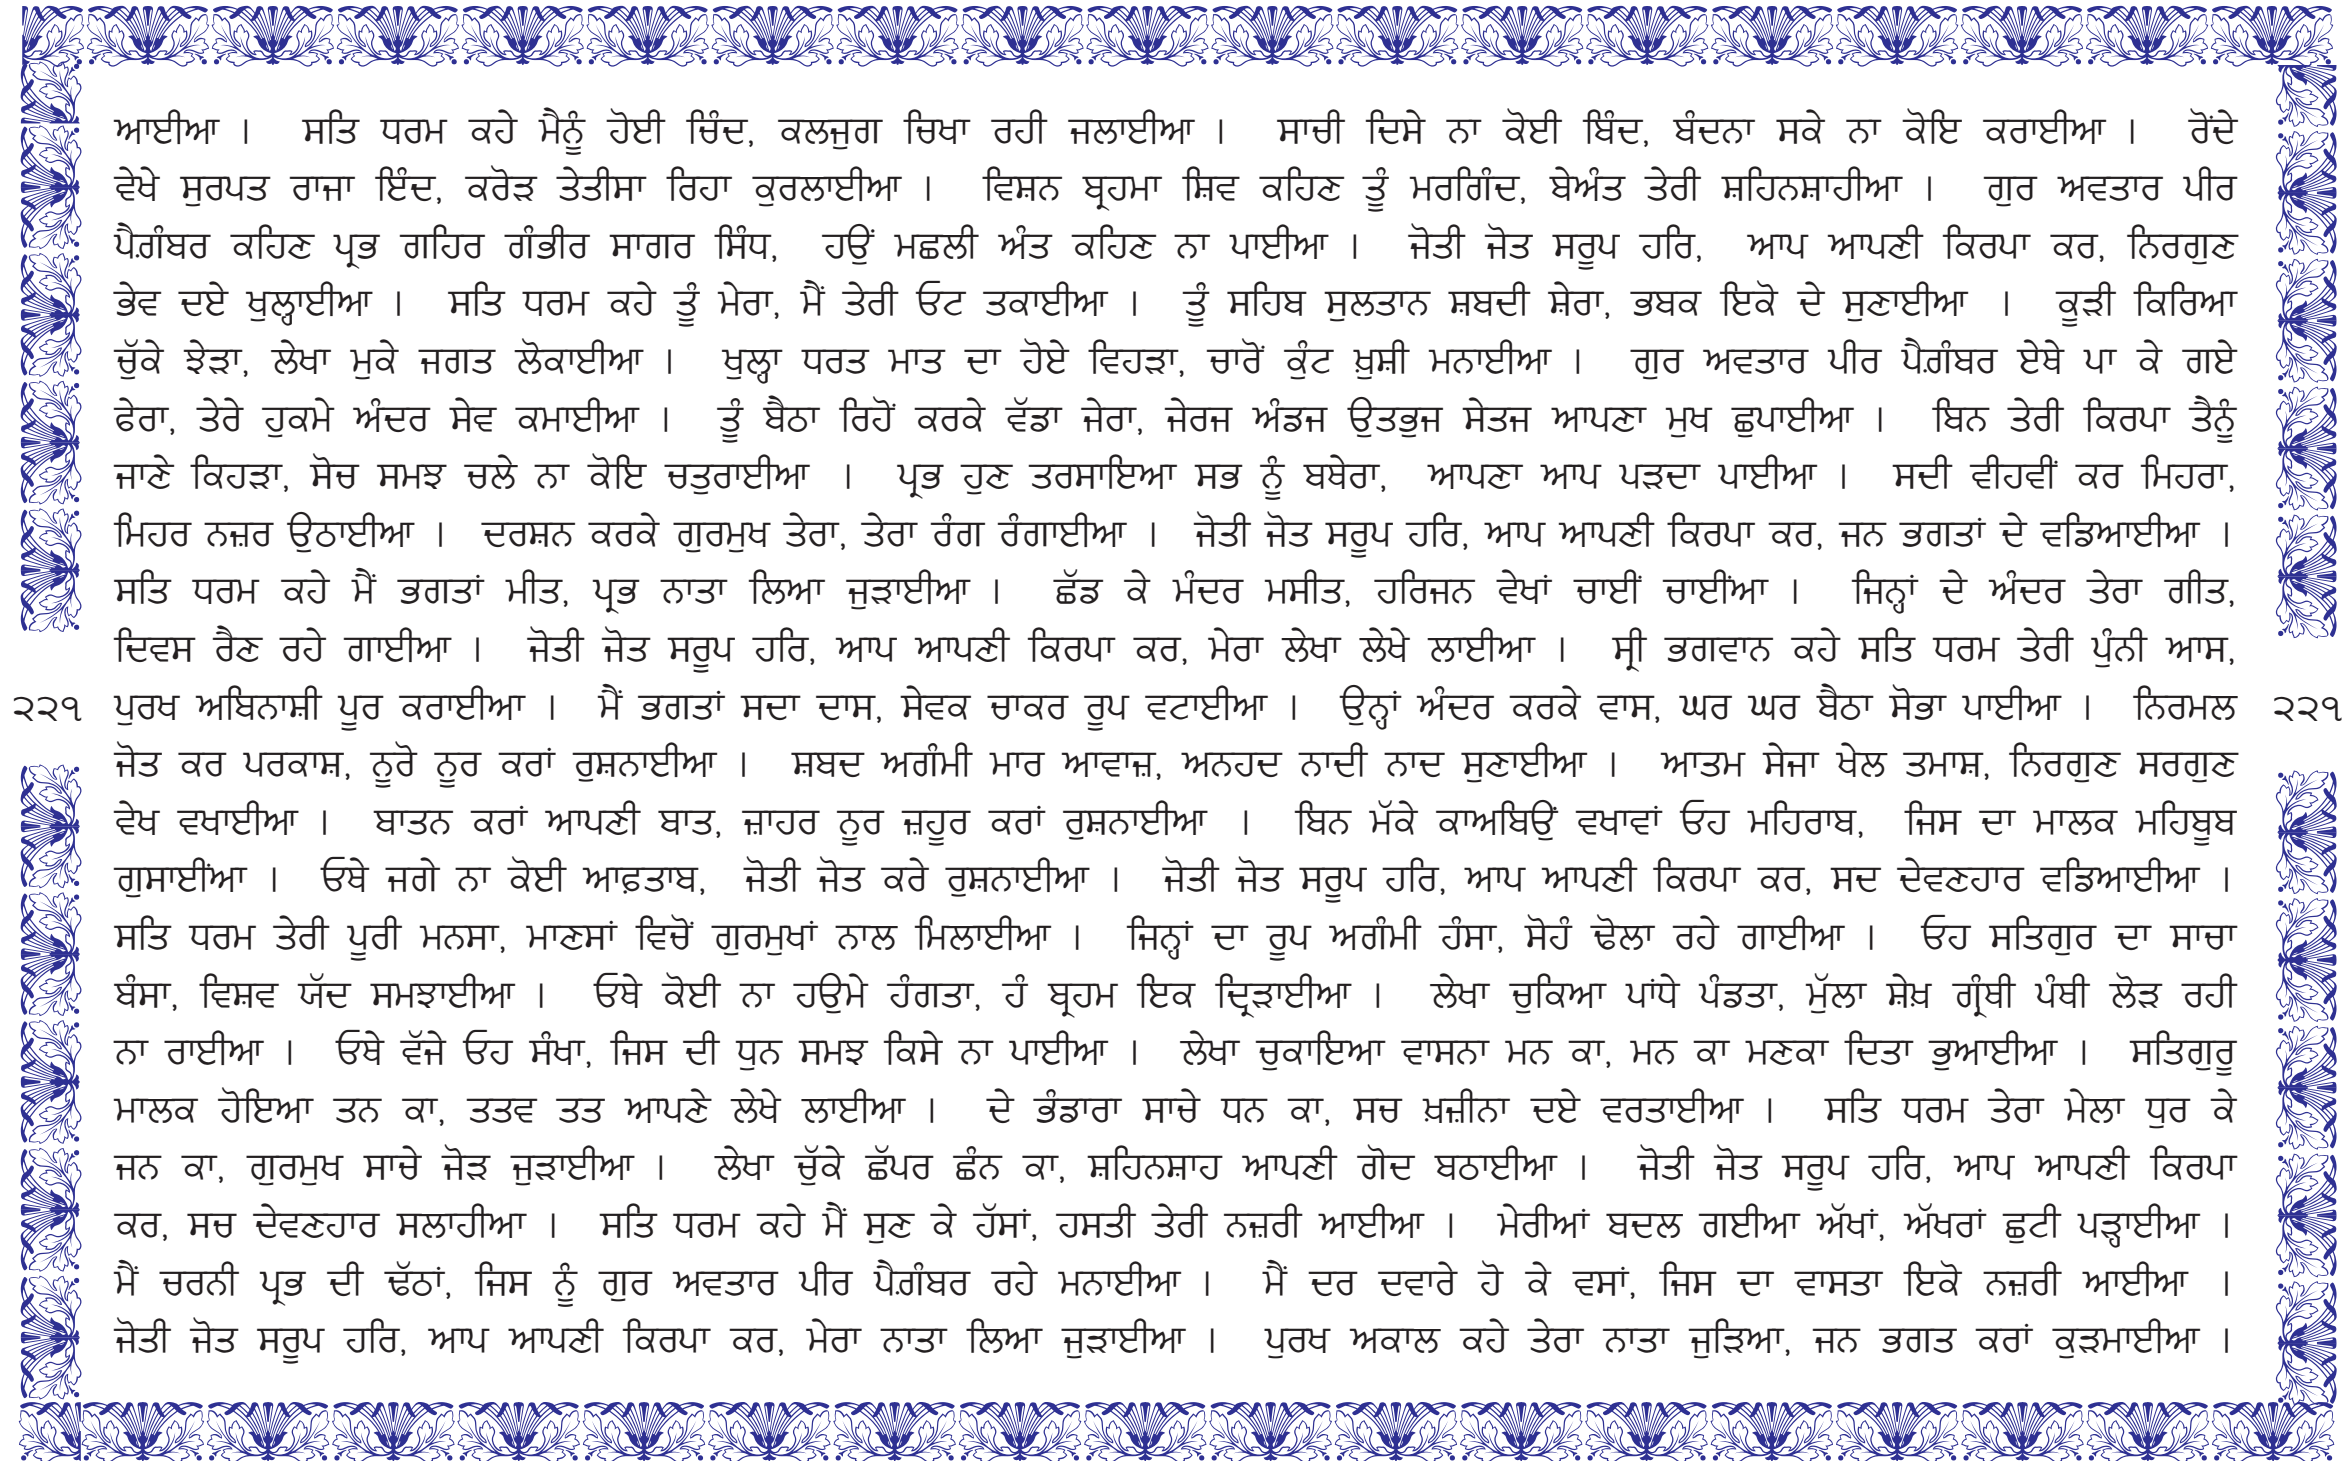 ਆਈਆ । ਸਤਿ ਧਰਮ ਕਹੇ ਮੈਨੂੰ ਹੋਈ ਚਿੰਦ, ਕਲਜੁਗ ਚਿਖਾ ਰਹੀ ਜਲਾਈਆ । ਸਾਚੀ ਦਿਸੇ ਨਾ ਕੋਈ ਬਿੰਦ, ਬੰਦਨਾ ਸਕੇ ਨਾ ਕੋਇ ਕਰਾਈਆ । ਰੋਂਦੇ
ਵੇਖੇ ਸੁਰਪਤ ਰਾਜਾ ਇੰਦ, ਕਰੋੜ ਤੇਤੀਸਾ ਰਿਹਾ ਕੁਰਲਾਈਆ । ਵਿਸ਼ਨ ਬ੍ਰਹਮਾ ਸ਼ਿਵ ਕਹਿਣ ਤੂੰ ਮਰਗਿੰਦ, ਬੇਅੰਤ ਤੇਰੀ ਸ਼ਹਿਨਸ਼ਾਹੀਆ । ਗੁਰ ਅਵਤਾਰ ਪੀਰ
ਪੈਗ਼ੰਬਰ ਕਹਿਣ ਪ੍ਰਭ ਗਹਿਰ ਗੰਭੀਰ ਸਾਗਰ ਸਿੰਧ, ਹਉਂ ਮਛਲੀ ਅੰਤ ਕਹਿਣ ਨਾ ਪਾਈਆ । ਜੋਤੀ ਜੋਤ ਸਰੂਪ ਹਰਿ, ਆਪ ਆਪਣੀ ਕਿਰਪਾ ਕਰ, ਨਿਰਗੁਣ
ਭੇਵ ਦਏ ਖੁਲ੍ਹਾਈਆ । ਸਤਿ ਧਰਮ ਕਹੇ ਤੂੰ ਮੇਰਾ, ਮੈਂ ਤੇਰੀ ਓਟ ਤਕਾਈਆ । ਤੂੰ ਸਹਿਬ ਸੁਲਤਾਨ ਸ਼ਬਦੀ ਸ਼ੇਰਾ, ਭਬਕ ਇਕੋ ਦੇ ਸੁਣਾਈਆ । ਕੂੜੀ ਕਿਰਿਆ
ਚੁੱਕੇ ਝੇੜਾ, ਲੇਖਾ ਮੁਕੇ ਜਗਤ ਲੋਕਾਈਆ । ਖੁਲ੍ਹਾ ਧਰਤ ਮਾਤ ਦਾ ਹੋਏ ਵਿਹੜਾ, ਚਾਰੋਂ ਕੁੰਟ ਖ਼ੁਸ਼ੀ ਮਨਾਈਆ । ਗੁਰ ਅਵਤਾਰ ਪੀਰ ਪੈਗ਼ੰਬਰ ਏਥੇ ਪਾ ਕੇ ਗਏ
ਫੇਰਾ, ਤੇਰੇ ਹੁਕਮੇ ਅੰਦਰ ਸੇਵ ਕਮਾਈਆ । ਤੂੰ ਬੈਠਾ ਰਿਹੋਂ ਕਰਕੇ ਵੱਡਾ ਜੇਰਾ, ਜੇਰਜ ਅੰਡਜ ਉਤਭੁਜ ਸੇਤਜ ਆਪਣਾ ਮੁਖ ਛੁਪਾਈਆ । ਬਿਨ ਤੇਰੀ ਕਿਰਪਾ ਤੈਨੂੰ
ਜਾਣੇ ਕਿਹੜਾ, ਸੋਚ ਸਮਝ ਚਲੇ ਨਾ ਕੋਇ ਚਤੁਰਾਈਆ । ਪ੍ਰਭ ਹੁਣ ਤਰਸਾਇਆ ਸਭ ਨੂੰ ਬਥੇਰਾ, ਆਪਣਾ ਆਪ ਪੜਦਾ ਪਾਈਆ । ਸਦੀ ਵੀਹਵੀਂ ਕਰ ਮਿਹਰਾ,
ਮਿਹਰ ਨਜ਼ਰ ਉਠਾਈਆ । ਦਰਸ਼ਨ ਕਰਕੇ ਗੁਰਮੁਖ ਤੇਰਾ, ਤੇਰਾ ਰੰਗ ਰੰਗਾਈਆ । ਜੋਤੀ ਜੋਤ ਸਰੂਪ ਹਰਿ, ਆਪ ਆਪਣੀ ਕਿਰਪਾ ਕਰ, ਜਨ ਭਗਤਾਂ ਦੇ ਵਡਿਆਈਆ ।
ਸਤਿ ਧਰਮ ਕਹੇ ਮੈਂ ਭਗਤਾਂ ਮੀਤ, ਪ੍ਰਭ ਨਾਤਾ ਲਿਆ ਜੁੜਾਈਆ । ਛੱਡ ਕੇ ਮੰਦਰ ਮਸੀਤ, ਹਰਿਜਨ ਵੇਖਾਂ ਚਾਈਂ ਚਾਈਂਆ । ਜਿਨ੍ਹਾਂ ਦੇ ਅੰਦਰ ਤੇਰਾ ਗੀਤ,
ਦਿਵਸ ਰੈਣ ਰਹੇ ਗਾਈਆ । ਜੋਤੀ ਜੋਤ ਸਰੂਪ ਹਰਿ, ਆਪ ਆਪਣੀ ਕਿਰਪਾ ਕਰ, ਮੇਰਾ ਲੇਖਾ ਲੇਖੇ ਲਾਈਆ । ਸ੍ਰੀ ਭਗਵਾਨ ਕਹੇ ਸਤਿ ਧਰਮ ਤੇਰੀ ਪੁੰਨੀ ਆਸ,
੨੨੧ ਪੁਰਖ ਅਬਿਨਾਸ਼ੀ ਪੂਰ ਕਰਾਈਆ । ਮੈਂ ਭਗਤਾਂ ਸਦਾ ਦਾਸ, ਸੇਵਕ ਚਾਕਰ ਰੂਪ ਵਟਾਈਆ । ਉਨ੍ਹਾਂ ਅੰਦਰ ਕਰਕੇ ਵਾਸ, ਘਰ ਘਰ ਬੈਠਾ ਸੋਭਾ ਪਾਈਆ । ਨਿਰਮਲ ੨੨੧
ਜੋਤ ਕਰ ਪਰਕਾਸ਼, ਨੂਰੋ ਨੂਰ ਕਰਾਂ ਰੁਸ਼ਨਾਈਆ । ਸ਼ਬਦ ਅਗੰਮੀ ਮਾਰ ਆਵਾਜ਼, ਅਨਹਦ ਨਾਦੀ ਨਾਦ ਸੁਣਾਈਆ । ਆਤਮ ਸੇਜਾ ਖੇਲ ਤਮਾਸ਼, ਨਿਰਗੁਣ ਸਰਗੁਣ
ਵੇਖ ਵਖਾਈਆ । ਬਾਤਨ ਕਰਾਂ ਆਪਣੀ ਬਾਤ, ਜ਼ਾਹਰ ਨੂਰ ਜ਼ਹੂਰ ਕਰਾਂ ਰੁਸ਼ਨਾਈਆ । ਬਿਨ ਮੱਕੇ ਕਾਅਬਿਉਂ ਵਖਾਵਾਂ ਓਹ ਮਹਿਰਾਬ, ਜਿਸ ਦਾ ਮਾਲਕ ਮਹਿਬੂਬ
ਗੁਸਾਈਂਆ । ਓਥੇ ਜਗੇ ਨਾ ਕੋਈ ਆਫ਼ਤਾਬ, ਜੋਤੀ ਜੋਤ ਕਰੇ ਰੁਸ਼ਨਾਈਆ । ਜੋਤੀ ਜੋਤ ਸਰੂਪ ਹਰਿ, ਆਪ ਆਪਣੀ ਕਿਰਪਾ ਕਰ, ਸਦ ਦੇਵਣਹਾਰ ਵਡਿਆਈਆ ।
ਸਤਿ ਧਰਮ ਤੇਰੀ ਪੂਰੀ ਮਨਸਾ, ਮਾਣਸਾਂ ਵਿਚੋਂ ਗੁਰਮੁਖਾਂ ਨਾਲ ਮਿਲਾਈਆ । ਜਿਨ੍ਹਾਂ ਦਾ ਰੂਪ ਅਗੰਮੀ ਹੰਸਾ, ਸੋਹੰ ਢੋਲਾ ਰਹੇ ਗਾਈਆ । ਓਹ ਸਤਿਗੁਰ ਦਾ ਸਾਚਾ
ਬੰਸਾ, ਵਿਸ਼ਵ ਯੱਦ ਸਮਝਾਈਆ । ਓਥੇ ਕੋਈ ਨਾ ਹਉਮੇ ਹੰਗਤਾ, ਹੰ ਬ੍ਰਹਮ ਇਕ ਦ੍ਰਿੜਾਈਆ । ਲੇਖਾ ਚੁਕਿਆ ਪਾਂਧੇ ਪੰਡਤਾ, ਮੁੱਲਾ ਸ਼ੇਖ਼ ਗ੍ਰੰਥੀ ਪੰਥੀ ਲੋੜ ਰਹੀ
ਨਾ ਰਾਈਆ । ਓਥੇ ਵੱਜੇ ਓਹ ਸੰਖਾ, ਜਿਸ ਦੀ ਧੁਨ ਸਮਝ ਕਿਸੇ ਨਾ ਪਾਈਆ । ਲੇਖਾ ਚੁਕਾਇਆ ਵਾਸਨਾ ਮਨ ਕਾ, ਮਨ ਕਾ ਮਣਕਾ ਦਿਤਾ ਭੁਆਈਆ । ਸਤਿਗੁਰੂ
ਮਾਲਕ ਹੋਇਆ ਤਨ ਕਾ, ਤਤਵ ਤਤ ਆਪਣੇ ਲੇਖੇ ਲਾਈਆ । ਦੇ ਭੰਡਾਰਾ ਸਾਚੇ ਧਨ ਕਾ, ਸਚ ਖ਼ਜ਼ੀਨਾ ਦਏ ਵਰਤਾਈਆ । ਸਤਿ ਧਰਮ ਤੇਰਾ ਮੇਲਾ ਧੁਰ ਕੇ
ਜਨ ਕਾ, ਗੁਰਮੁਖ ਸਾਚੇ ਜੋੜ ਜੁੜਾਈਆ । ਲੇਖਾ ਚੁੱਕੇ ਛੱਪਰ ਛੰਨ ਕਾ, ਸ਼ਹਿਨਸ਼ਾਹ ਆਪਣੀ ਗੋਦ ਬਠਾਈਆ । ਜੋਤੀ ਜੋਤ ਸਰੂਪ ਹਰਿ, ਆਪ ਆਪਣੀ ਕਿਰਪਾ
ਕਰ, ਸਚ ਦੇਵਣਹਾਰ ਸਲਾਹੀਆ । ਸਤਿ ਧਰਮ ਕਹੇ ਮੈਂ ਸੁਣ ਕੇ ਹੱਸਾਂ, ਹਸਤੀ ਤੇਰੀ ਨਜ਼ਰੀ ਆਈਆ । ਮੇਰੀਆਂ ਬਦਲ ਗਈਆ ਅੱਖਾਂ, ਅੱਖਰਾਂ ਛੁਟੀ ਪੜ੍ਹਾਈਆ ।
ਮੈਂ ਚਰਨੀ ਪ੍ਰਭ ਦੀ ਢੱਠਾਂ, ਜਿਸ ਨੂੰ ਗੁਰ ਅਵਤਾਰ ਪੀਰ ਪੈਗ਼ੰਬਰ ਰਹੇ ਮਨਾਈਆ । ਮੈਂ ਦਰ ਦਵਾਰੇ ਹੋ ਕੇ ਵਸਾਂ, ਜਿਸ ਦਾ ਵਾਸਤਾ ਇਕੋ ਨਜ਼ਰੀ ਆਈਆ ।
ਜੋਤੀ ਜੋਤ ਸਰੂਪ ਹਰਿ, ਆਪ ਆਪਣੀ ਕਿਰਪਾ ਕਰ, ਮੇਰਾ ਨਾਤਾ ਲਿਆ ਜੁੜਾਈਆ । ਪੁਰਖ ਅਕਾਲ ਕਹੇ ਤੇਰਾ ਨਾਤਾ ਜੁੜਿਆ, ਜਨ ਭਗਤ ਕਰਾਂ ਕੁੜਮਾਈਆ ।